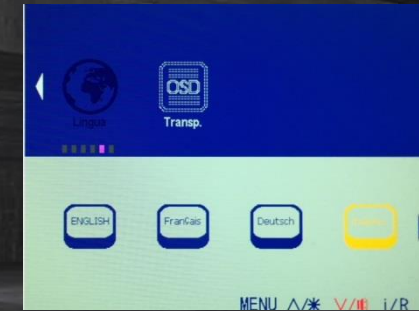 OSD
Lingua Transp.
ENGLISH Français Deutsch
MENU ∧/☀ ∨/◖ i/R